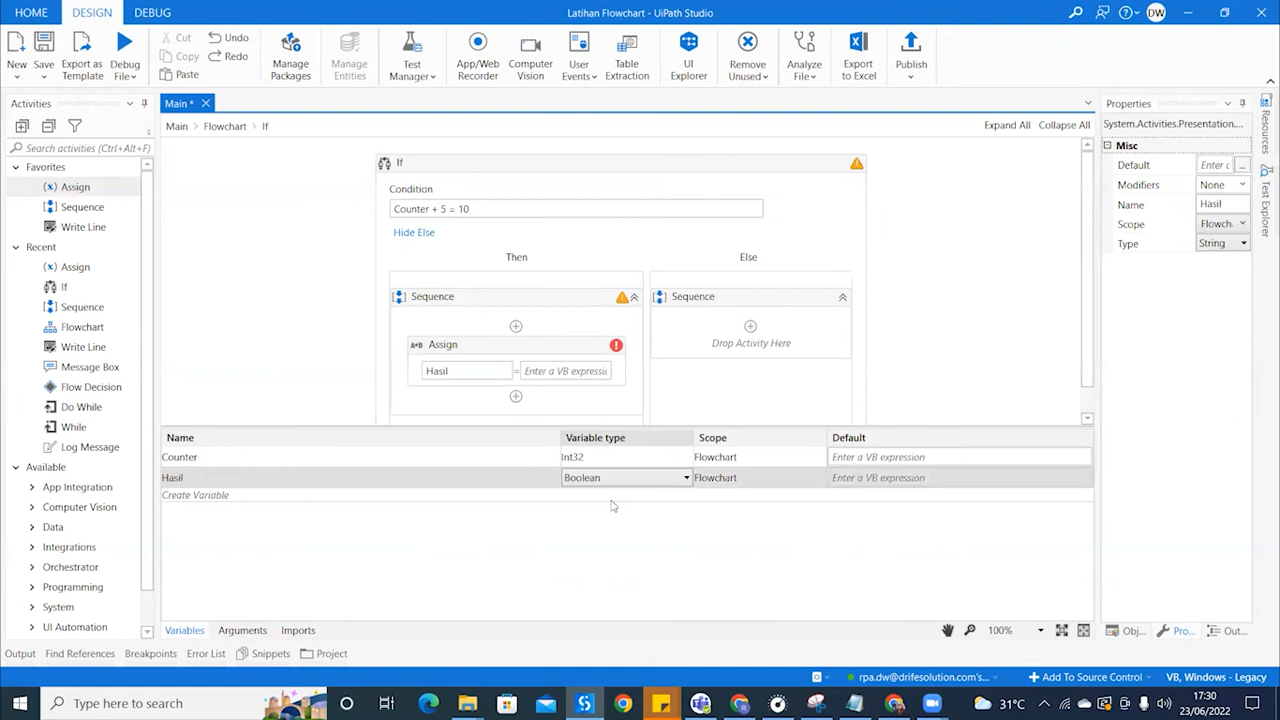 HOME DESIGN DEBUG Latihan Flowchart - UiPath Studio DW
New Save Export as Template Debug File Cut Copy Paste Undo Redo Manage Packages Manage Entities Test Manager App/Web Recorder Computer Vision User Events Table Extraction UI Explorer Remove Unused Analyze File Export to Excel Publish
Activities
Search activities (Ctrl+Alt+F)
Favorites
Assign
Sequence
Write Line
Recent
Assign
If
Sequence
Flowchart
Write Line
Message Box
Flow Decision
Do While
While
Log Message
Available
App Integration
Computer Vision
Data
Integrations
Orchestrator
Programming
System
UI Automation
Main *
Main > Flowchart > If Expand All Collapse All
If
Condition
Counter + 5 = 10
Hide Else
Then Else
Sequence Sequence
Assign Drop Activity Here
Hasil = Enter a VB expressi
Name Variable type Scope Default
Counter Int32 Flowchart Enter a VB expression
Hasil Boolean Flowchart Enter a VB expression
Create Variable
Variables Arguments Imports 100%
Properties
System.Activities.Presentation....
Misc
Default Enter ...
Modifiers None
Name Hasil
Scope Flowch.
Type String
Obj... Pro... Out...
Resources
Test Explorer
Output Find References Breakpoints Error List Snippets Project
rpa.dw@drifesolution.com's... Add To Source Control VB, Windows - Legacy
Type here to search 31°C 17:30
23/06/2022